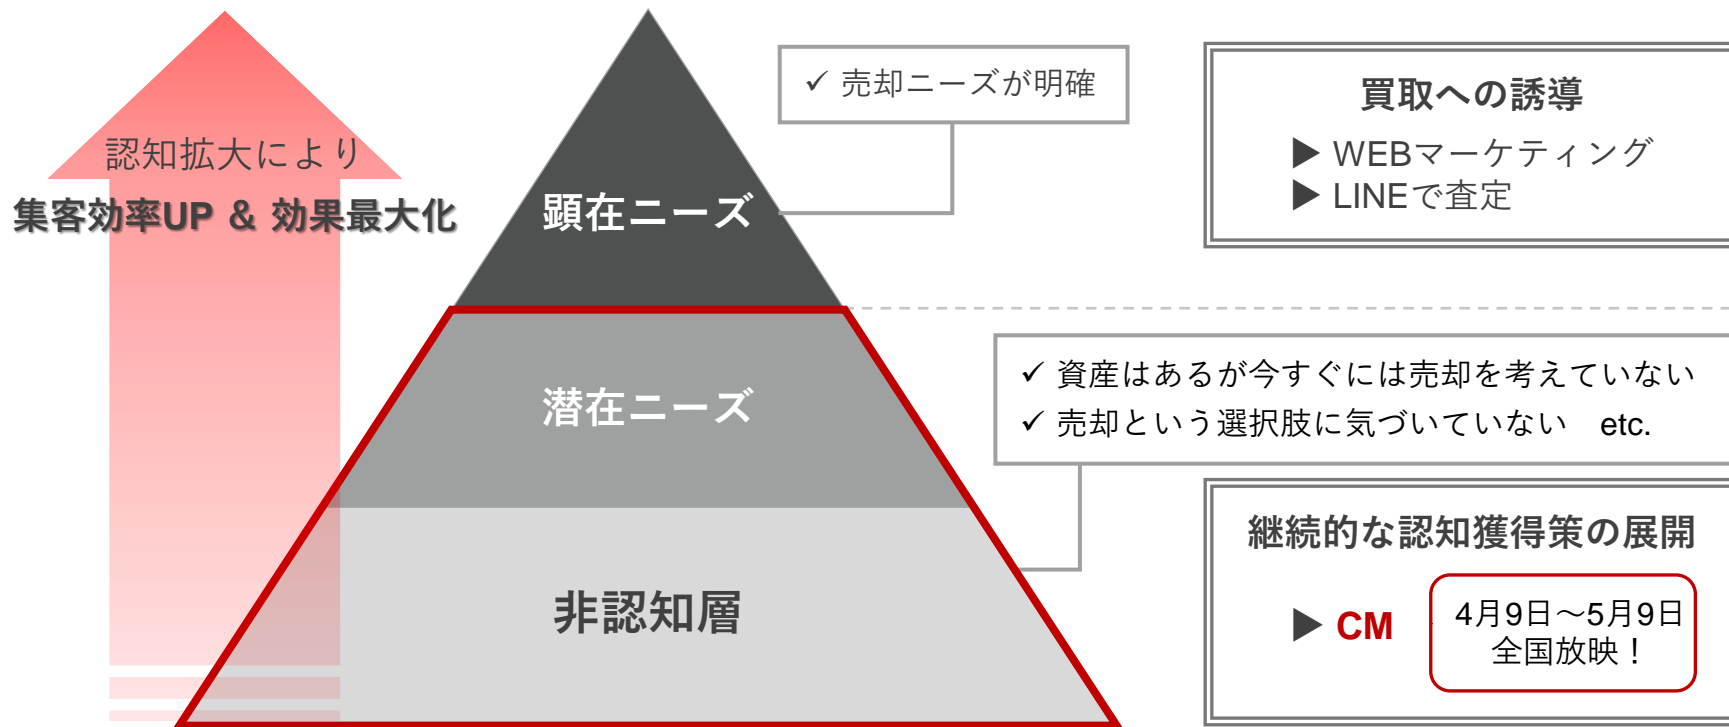 認知拡大により
集客効率UP ＆ 効果最大化
顕在ニーズ
潜在ニーズ
非認知層
✓ 売却ニーズが明確
買取への誘導
▶ WEBマーケティング
▶ LINEで査定
✓ 資産はあるが今すぐには売却を考えていない
✓ 売却という選択肢に気づいていない　etc.
継続的な認知獲得策の展開
▶ CM
4月9日～5月9日
全国放映！